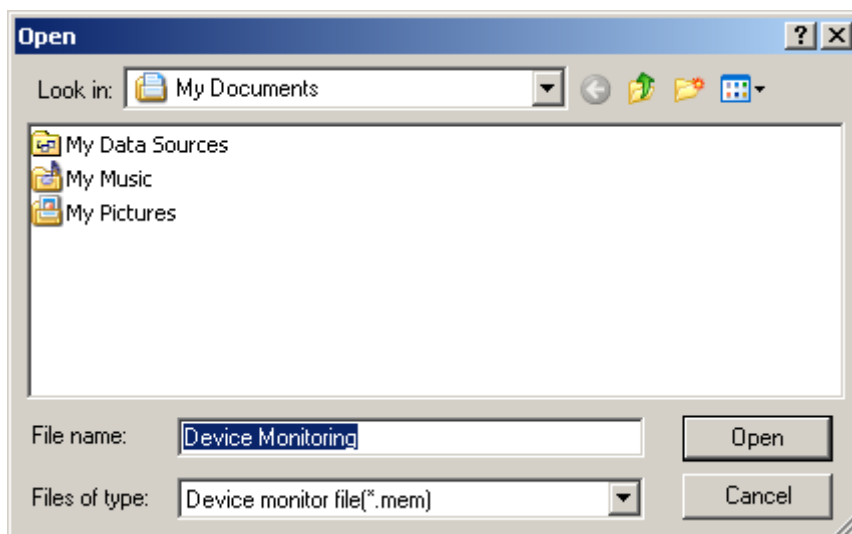 Open
Look in: My Documents
My Data Sources
My Music
My Pictures
File name: Device Monitoring Open
Files of type: Device monitor file(*.mem) Cancel